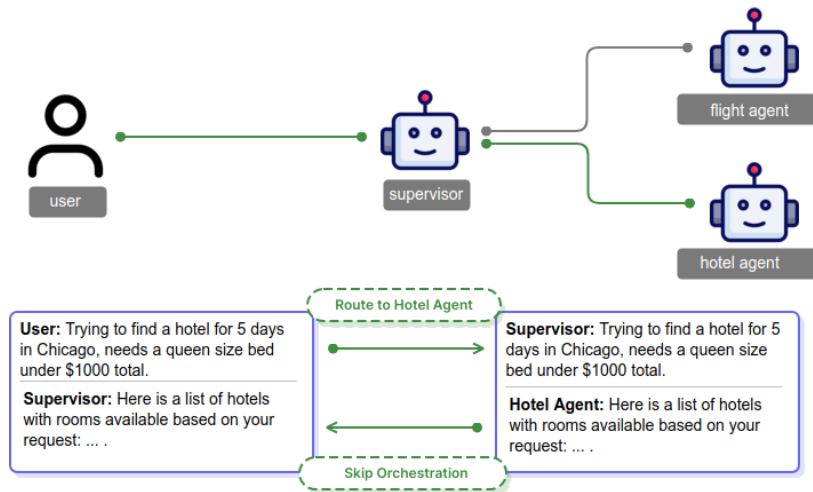 flight agent
user
supervisor
hotel agent
Route to Hotel Agent
User: Trying to find a hotel for 5 days
in Chicago, needs a queen size bed
under $1000 total.
Supervisor: Here is a list of hotels
with rooms available based on your
request: ... .
Supervisor: Trying to find a hotel for 5
days in Chicago, needs a queen size
bed under $1000 total.
Hotel Agent: Here is a list of hotels
with rooms available based on your
request: ... .
Skip Orchestration